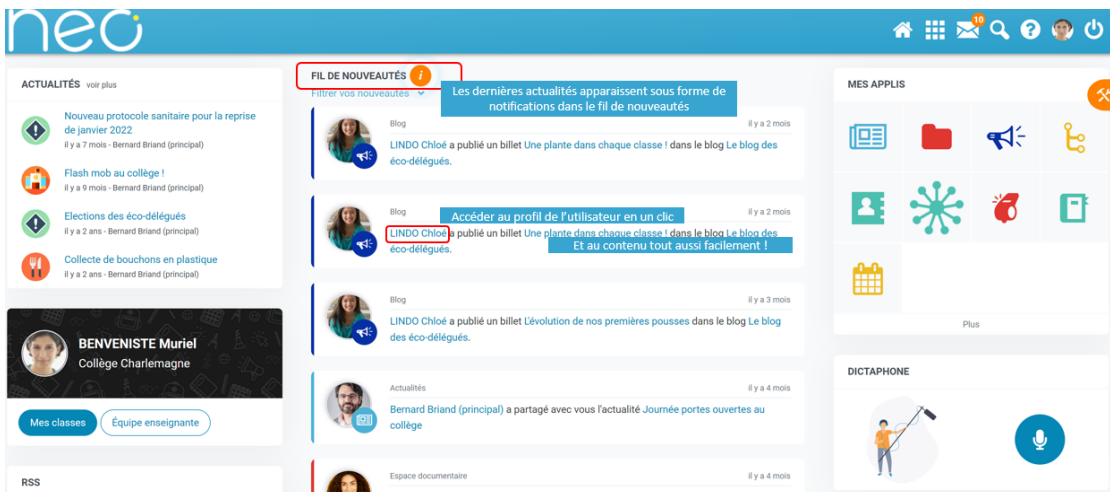 neo
10
ACTUALITÉS voir plus
Nouveau protocole sanitaire pour la reprise
de janvier 2022
il y a 7 mois - Bernard Briand (principal)
Flash mob au collège !
il y a 9 mois - Bernard Briand (principal)
Elections des éco-délégués
il y a 2 ans - Bernard Briand (principal)
Collecte de bouchons en plastique
il y a 2 ans - Bernard Briand (principal)
BENVENISTE Muriel
Collège Charlemagne
Mes classes
Équipe enseignante
RSS
FIL DE NOUVEAUTÉS i
Filtrer vos nouveautés
Les dernières actualités apparaissent sous forme de
notifications dans le fil de nouveautés
Blog
il y a 2 mois
LINDO Chloé a publié un billet Une plante dans chaque classe ! dans le blog Le blog des
éco-délégués.
Blog
Accéder au profil de l'utilisateur en un clic
il y a 2 mois
LINDO Chloé a publié un billet Une plante dans chaque classe ! dans le blog Le blog des
éco-délégués.
Et au contenu tout aussi facilement !
Blog
il y a 3 mois
LINDO Chloé a publié un billet L'évolution de nos premières pousses dans le blog Le blog
des éco-délégués.
Actualités
il y a 4 mois
Bernard Briand (principal) a partagé avec vous l'actualité Journée portes ouvertes au
collège
Espace documentaire
il y a 4 mois
MES APPLIS
Plus
DICTAPHONE